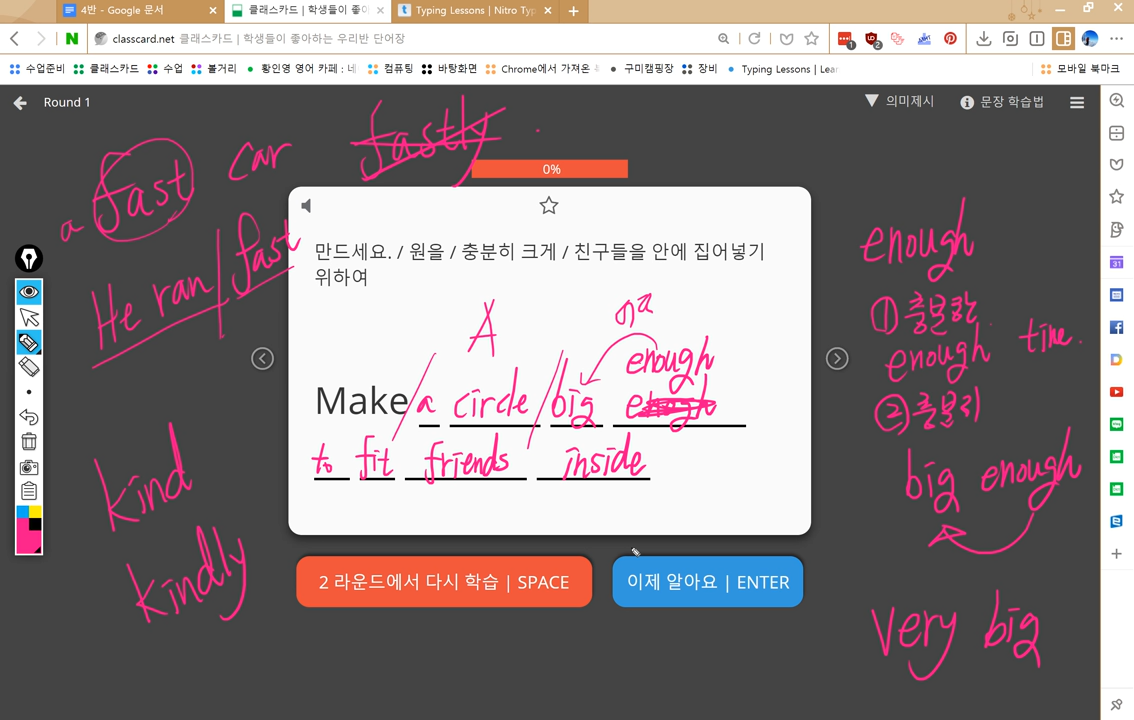 4반 - Google 문서
클래스카드 | 학생들이 좋아
Typing Lessons | Nitro Typ
classcard.net 클래스카드 | 학생들이 좋아하는 우리반 단어장
수업준비 클래스카드 수업 볼거리 황인영 영어 카페 : 네 컴퓨팅 바탕화면 Chrome에서 가져온 구미캠핑장 장비 Typing Lessons | Lear 모바일 북마크
Round 1
의미제시 문장 학습법
0%
a fast car fastly
He ran / fast
만드세요. / 원을 / 충분히 크게 / 친구들을 안에 집어넣기
위하여
A
Make / a circle / big enough
to fit friends inside
kind
kindly
enough
① 충분한
enough time.
② 충분히
big enough
very big
2 라운드에서 다시 학습 | SPACE
이제 알아요 | ENTER